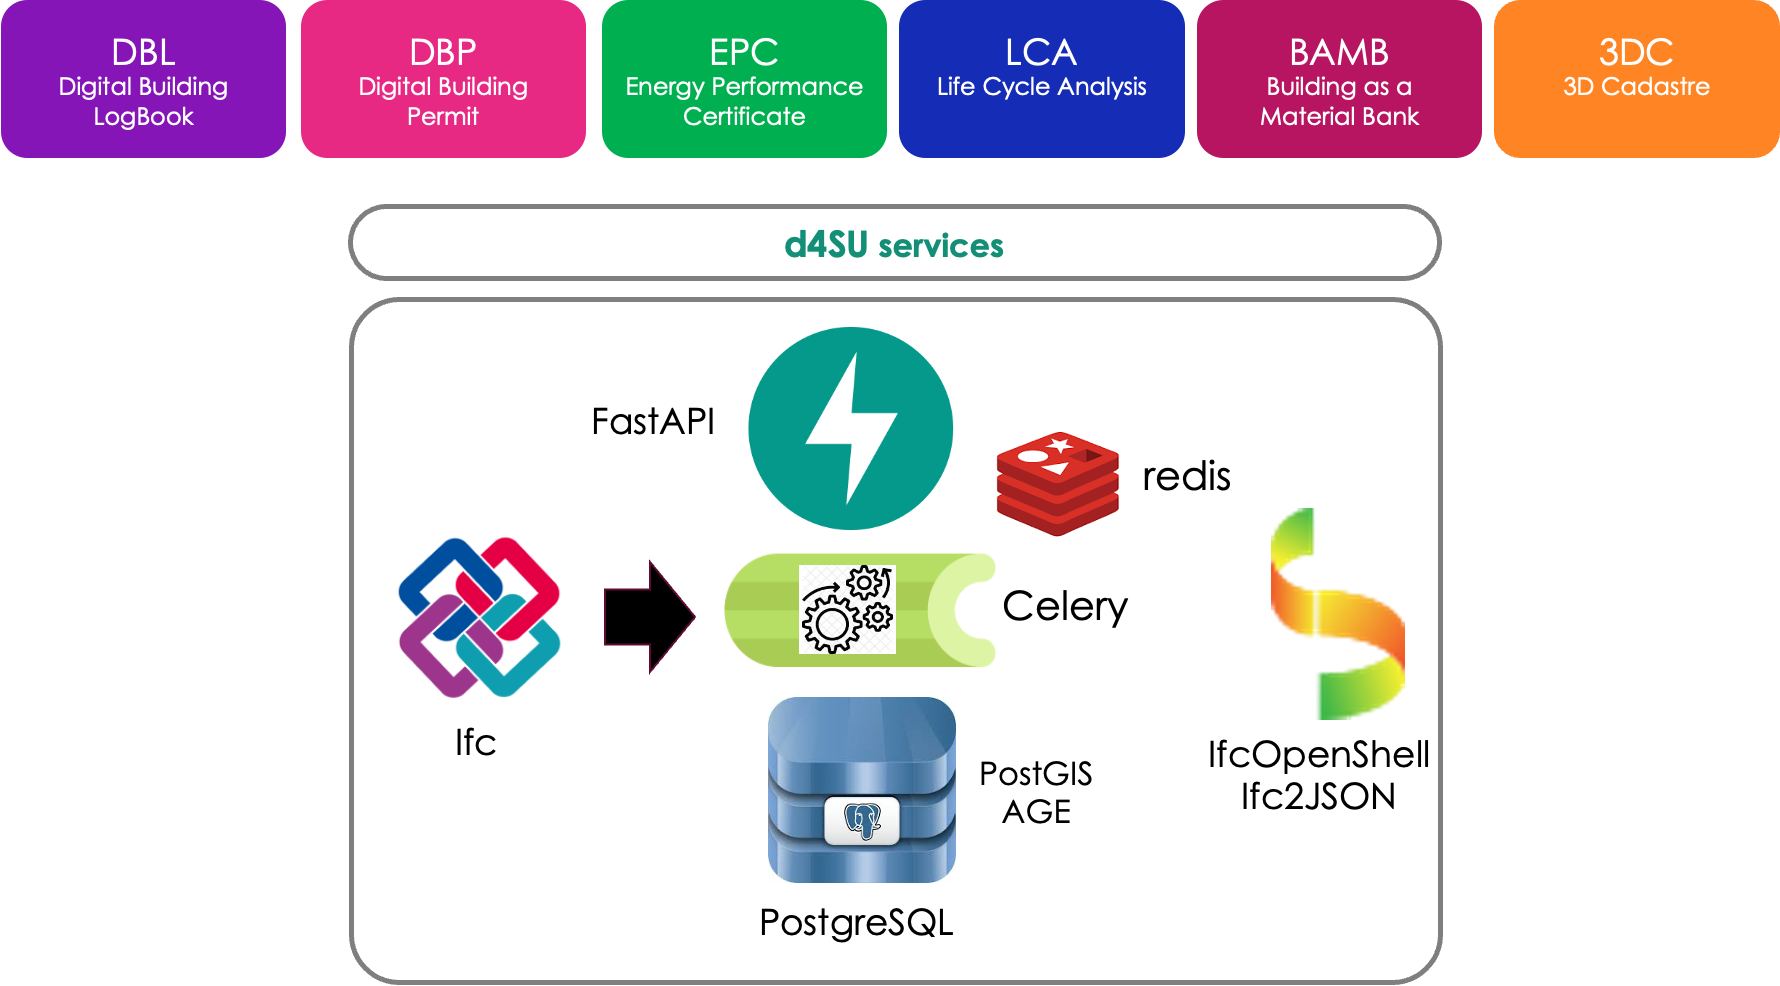 DBL
Digital Building
LogBook
DBP
Digital Building
Permit
EPC
Energy Performance
Certificate
LCA
Life Cycle Analysis
BAMB
Building as a
Material Bank
3DC
3D Cadastre
d4SU services
FastAPI
redis
Celery
Ifc
IfcOpenShell
Ifc2JSON
PostGIS
AGE
PostgreSQL